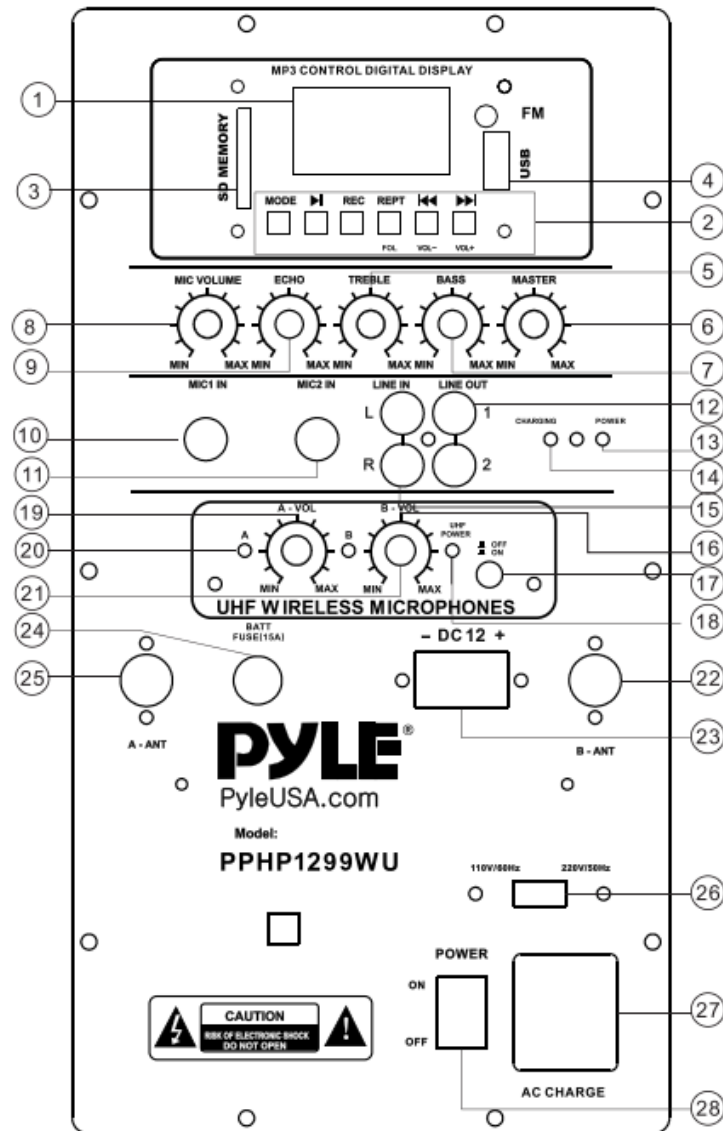 MP3 CONTROL DIGITAL DISPLAY
1
FM
SD MEMORY
USB
3
4
MODE REC REPT
FOL VOL- VOL+
2
5
MIC VOLUME ECHO TREBLE BASS MASTER
8
6
MIN MAX MIN MAX MIN MAX MIN MAX MIN MAX
9
7
MIC1 IN MIC2 IN LINE IN LINE OUT
L 1
12
10
CHARGING POWER
13
R 2
11
14
15
19
A - VOL B - VOL
UHF POWER
OFF
ON
16
20
A B
17
21
MIN MAX MIN MAX
UHF WIRELESS MICROPHONES
18
24
BATT
FUSE(15A)
- DC 12 +
25
22
23
A - ANT
B - ANT
PYLE®
PyleUSA.com
Model:
PPHP1299WU
110V/60Hz 220V/50Hz
26
POWER
ON
OFF
27
CAUTION
RISK OF ELECTRONIC SHOCK
DO NOT OPEN
AC CHARGE
28